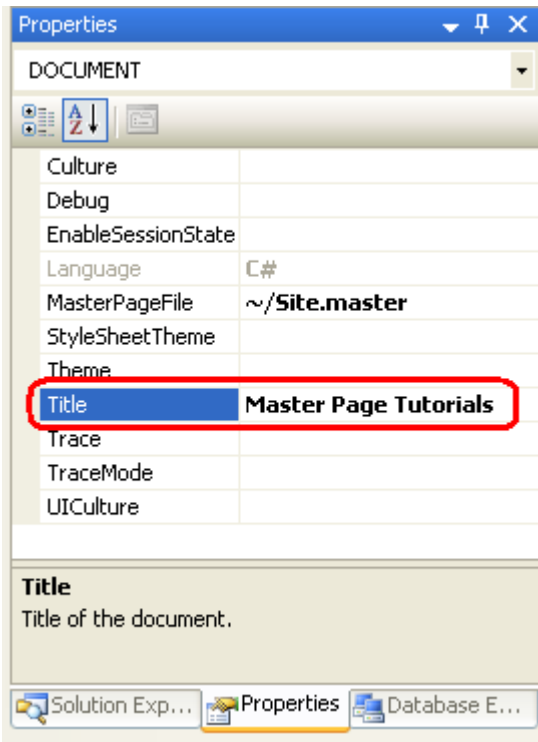 Properties
DOCUMENT
A Z
Culture
Debug
EnableSessionState
Language C#
MasterPageFile ~/Site.master
StyleSheetTheme
Theme
Title Master Page Tutorials
Trace
TraceMode
UICulture
Title
Title of the document.
Solution Exp... Properties Database E...